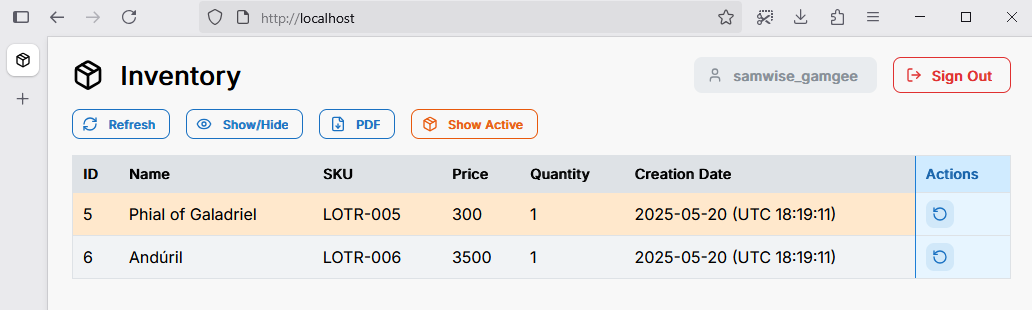 http://localhost
Inventory
samwise_gamgee
Sign Out
Refresh
Show/Hide
PDF
Show Active
ID Name SKU Price Quantity Creation Date Actions
5 Phial of Galadriel LOTR-005 300 1 2025-05-20 (UTC 18:19:11)
6 Andúril LOTR-006 3500 1 2025-05-20 (UTC 18:19:11)